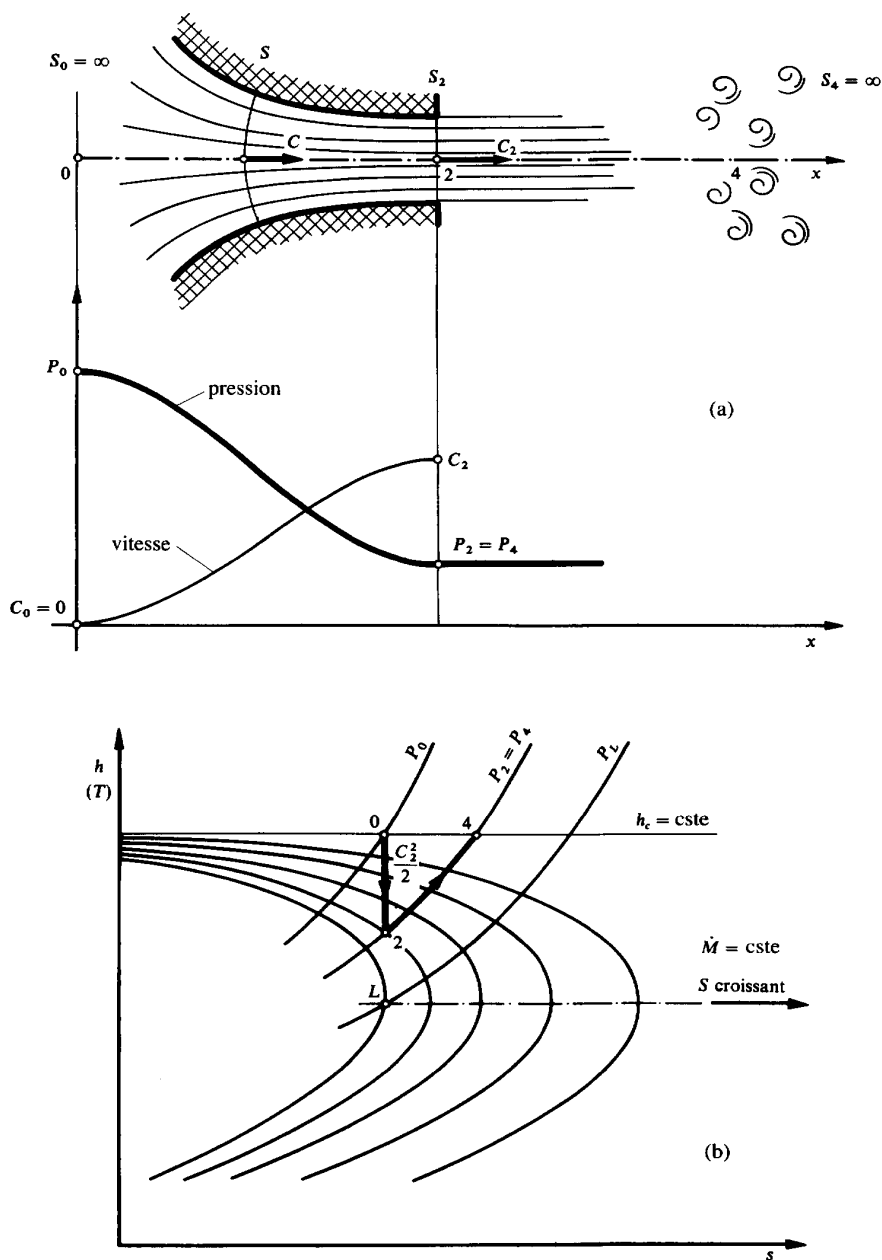 S₀ = ∞
S
S₂
S₄ = ∞
C
C₂
0
2
4
x
P₀
pression
(a)
C₂
vitesse
P₂ = P₄
C₀ = 0
x
h
(T)
P₀
P₂ = P₄
P_L
0
4
h_c = cste
C₂²/2
2
Ṁ = cste
L
S croissant
(b)
s